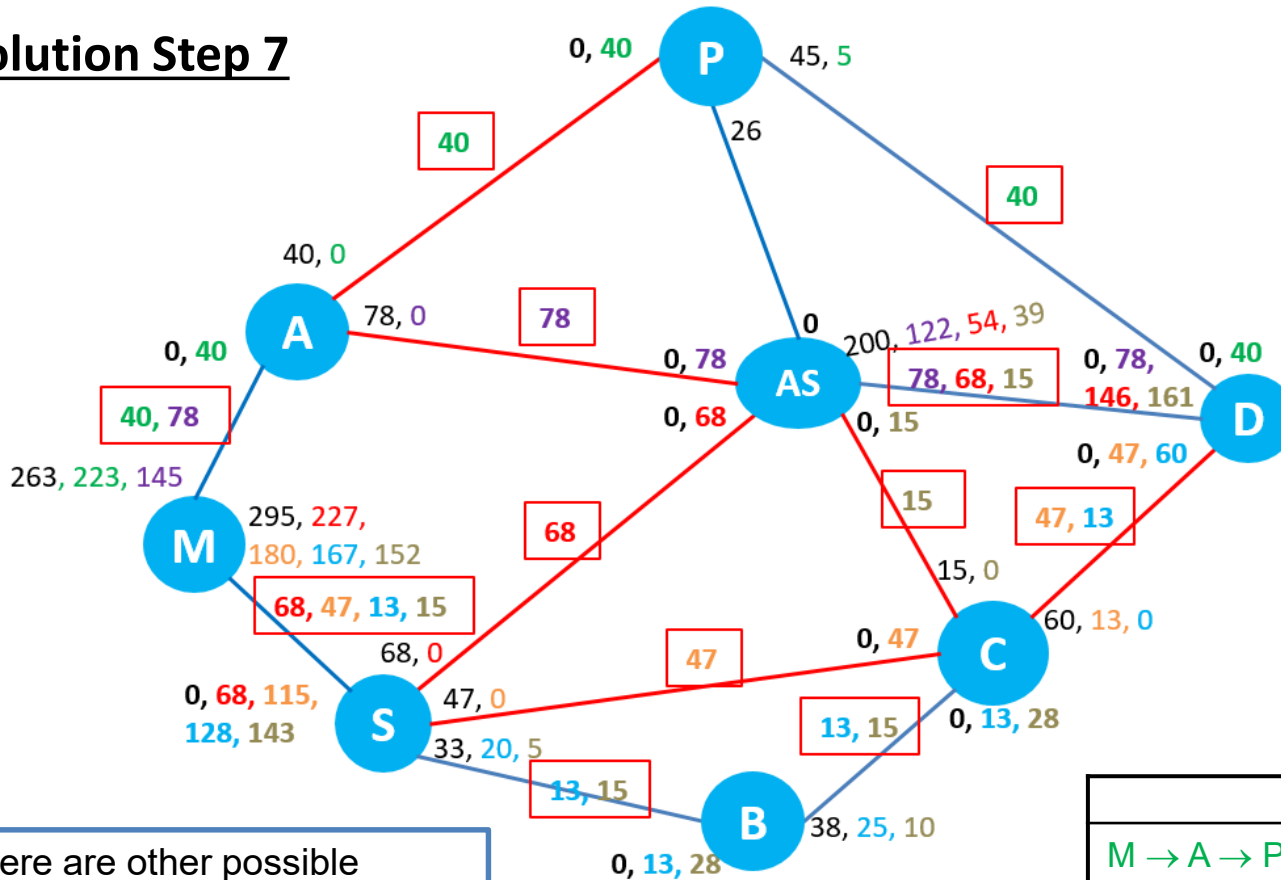 olution Step 7
0, 40
P
45, 5
26
40
40
40, 0
A
78, 0
78
0
200, 122, 54, 39
0, 40
0, 78
AS
78, 68, 15
0, 78,
146, 161
0, 40
D
40, 78
0, 68
0, 15
0, 47, 60
263, 223, 145
M
295, 227,
180, 167, 152
68
15
47, 13
68, 47, 13, 15
15, 0
60, 13, 0
68, 0
0, 47
C
47
0, 68, 115,
128, 143
S
47, 0
33, 20, 5
13, 15
0, 13, 28
13, 15
B
38, 25, 10
0, 13, 28
ere are other possible
M → A → P